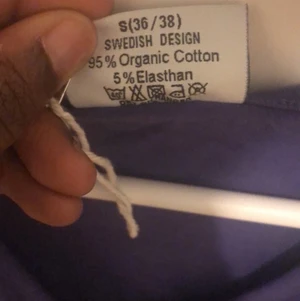 S(36/38)
SWEDISH DESIGN
95% Organic Cotton
5% Elasthan